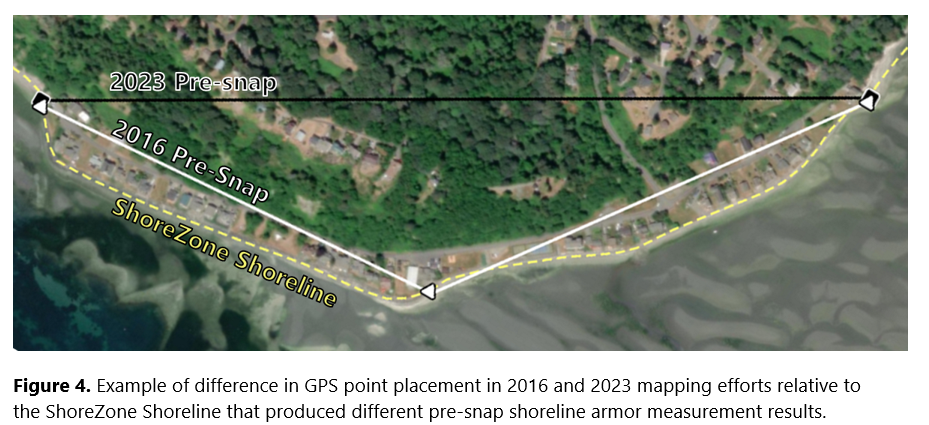 2023 Pre-snap
2016 Pre-Snap
ShoreZone Shoreline
Figure 4. Example of difference in GPS point placement in 2016 and 2023 mapping efforts relative to
the ShoreZone Shoreline that produced different pre-snap shoreline armor measurement results.